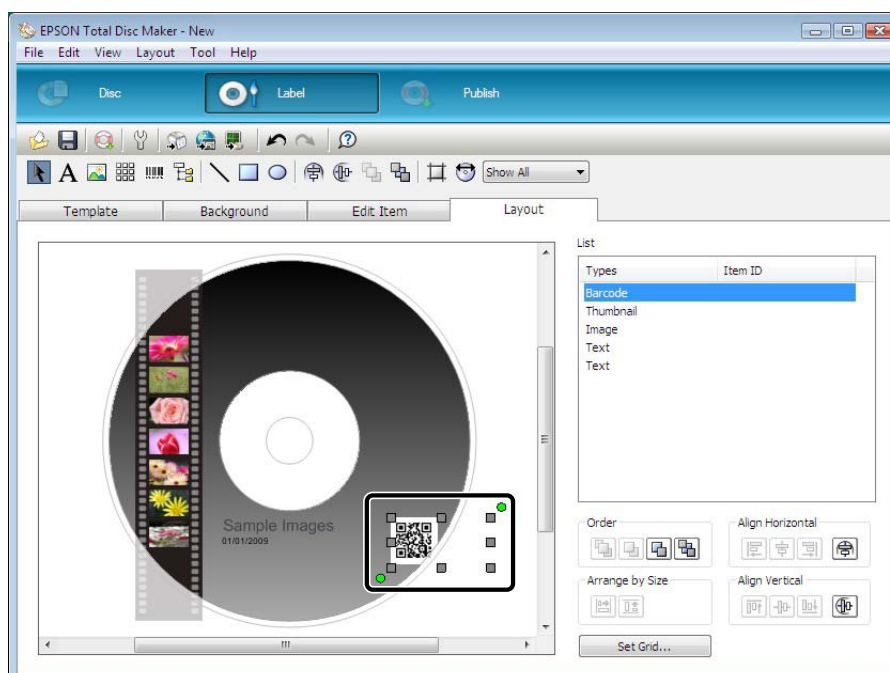 EPSON Total Disc Maker - New
File Edit View Layout Tool Help
Disc Label Publish
Show All
Template Background Edit Item Layout
List
Types Item ID
Barcode
Thumbnail
Image
Text
Text
Sample Images
01/01/2009
Order Align Horizontal
Arrange by Size Align Vertical
Set Grid...